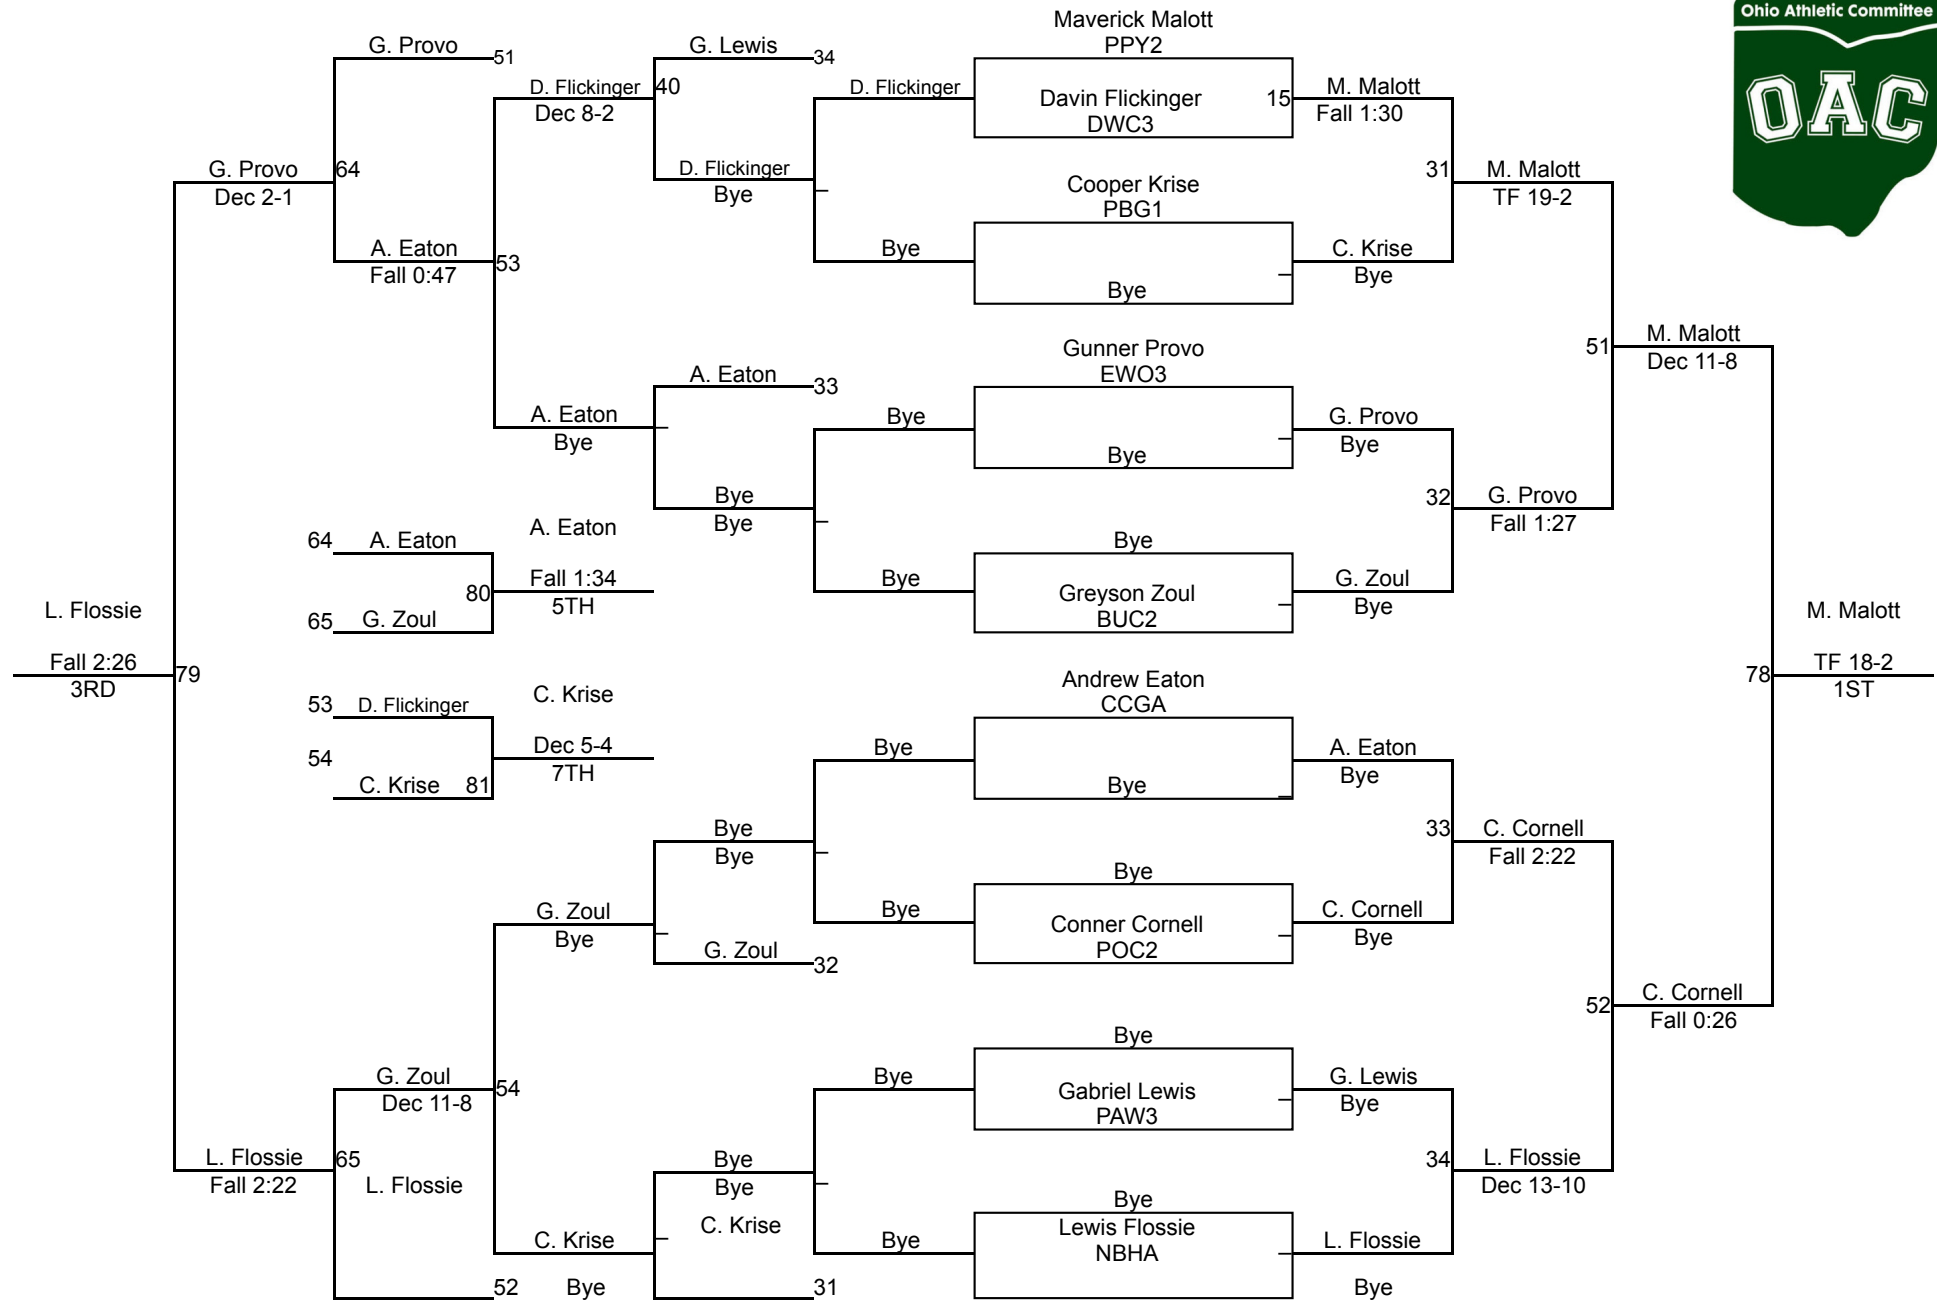 Ohio Athletic Committee
OAC
Maverick Malott
PPY2
G. Provo
51
G. Lewis
34
D. Flickinger
40
Dec 8-2
D. Flickinger
Davin Flickinger
DWC3
15
M. Malott
Fall 1:30
G. Provo
Dec 2-1
64
D. Flickinger
Bye
Cooper Krise
PBG1
31
M. Malott
TF 19-2
A. Eaton
Fall 0:47
53
Bye
Bye
C. Krise
Bye
Gunner Provo
EWO3
51
M. Malott
Dec 11-8
A. Eaton
33
A. Eaton
Bye
Bye
Bye
G. Provo
Bye
Bye
Bye
32
G. Provo
Fall 1:27
64
A. Eaton
A. Eaton
Bye
80
Fall 1:34
5TH
Bye
Greyson Zoul
BUC2
G. Zoul
Bye
65
G. Zoul
L. Flossie
Fall 2:26
3RD
79
M. Malott
78
TF 18-2
1ST
53
D. Flickinger
C. Krise
Andrew Eaton
CCGA
54
Dec 5-4
7TH
C. Krise
81
Bye
Bye
A. Eaton
Bye
Bye
Bye
33
C. Cornell
Fall 2:22
Bye
G. Zoul
Bye
Bye
Conner Cornell
POC2
C. Cornell
Bye
G. Zoul
32
52
C. Cornell
Fall 0:26
Bye
G. Zoul
Dec 11-8
54
Bye
Gabriel Lewis
PAW3
G. Lewis
Bye
L. Flossie
Fall 2:22
65
L. Flossie
Bye
Bye
34
L. Flossie
Dec 13-10
Bye
C. Krise
C. Krise
Bye
Lewis Flossie
NBHA
L. Flossie
52
Bye
31
Bye